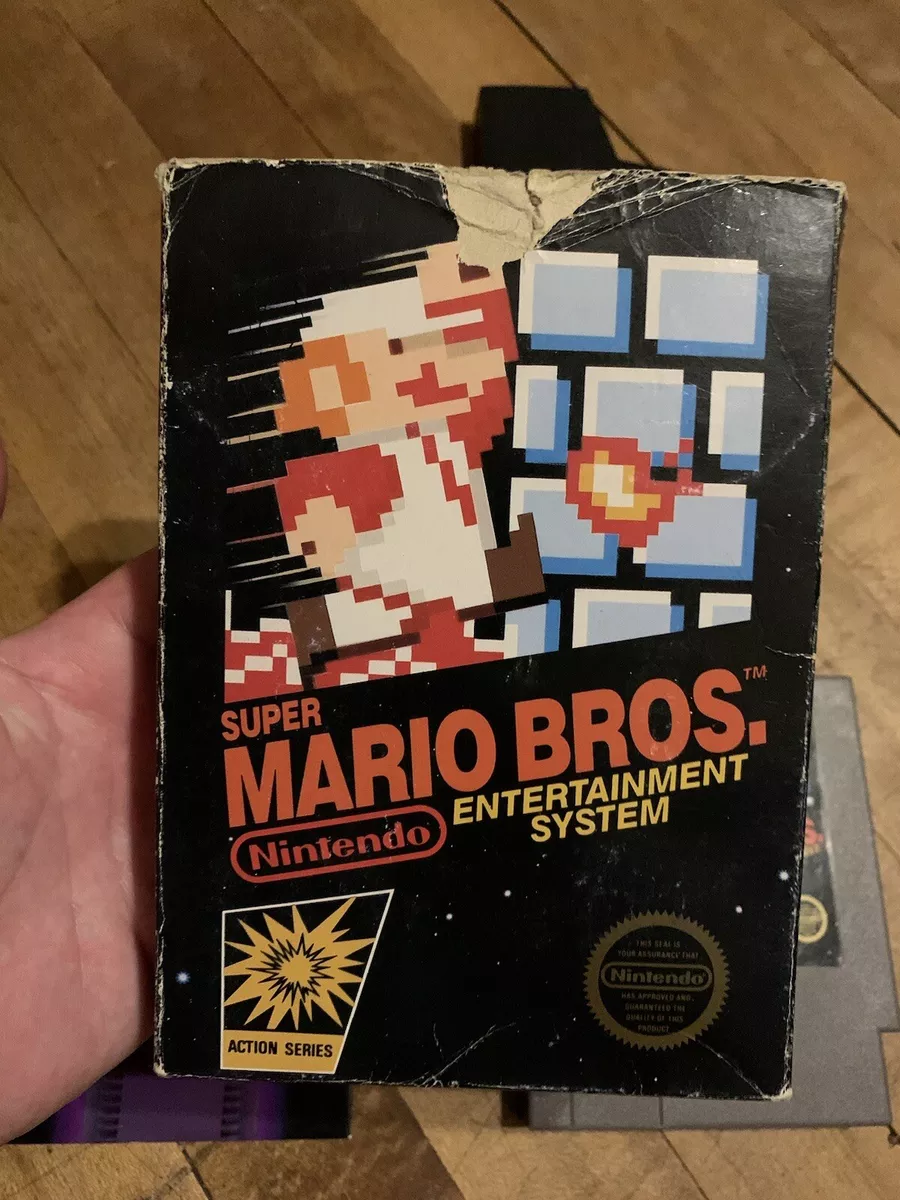 SUPER
MARIO BROS.™
Nintendo
ENTERTAINMENT
SYSTEM
ACTION SERIES
THIS SEAL IS
YOUR ASSURANCE THAT
Nintendo®
HAS APPROVED AND
GUARANTEED THE
QUALITY OF THIS
PRODUCT